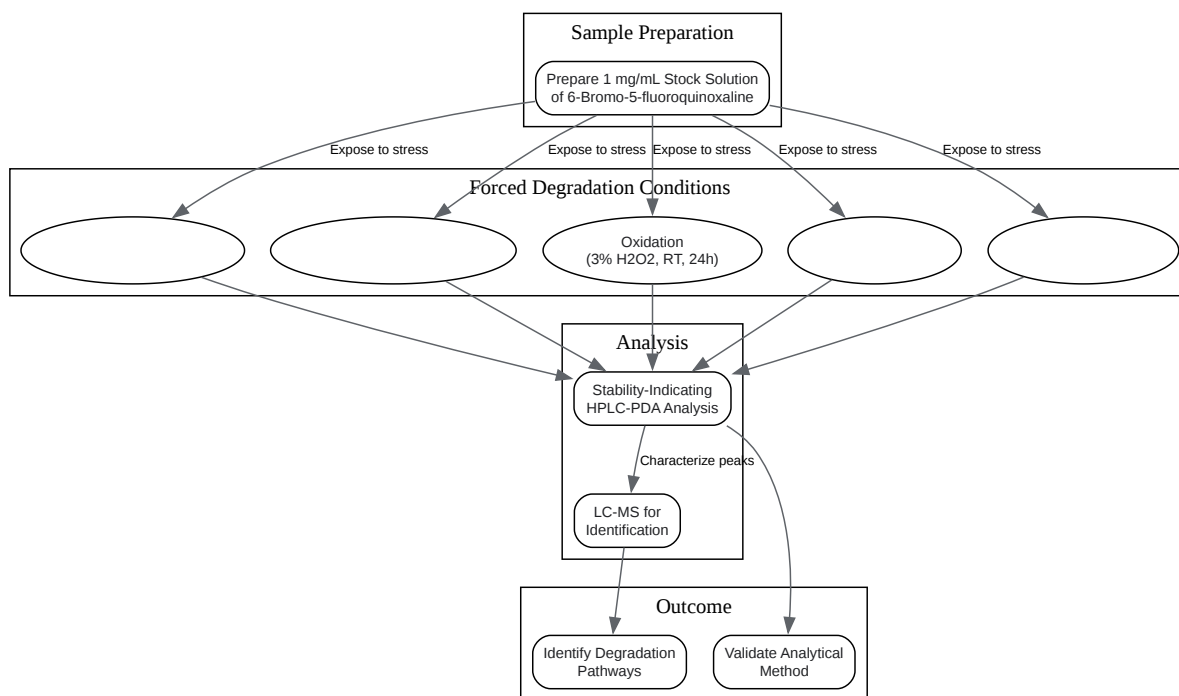 Sample Preparation
Prepare 1 mg/mL Stock Solution
of 6-Bromo-5-fluoroquinoxaline
Expose to stress
Expose to stress
Expose to stress
Expose to stress
Expose to stress
Forced Degradation Conditions
Oxidation
(3% H2O2, RT, 24h)
Analysis
Stability-Indicating
HPLC-PDA Analysis
Characterize peaks
LC-MS for
Identification
Outcome
Identify Degradation
Pathways
Validate Analytical
Method